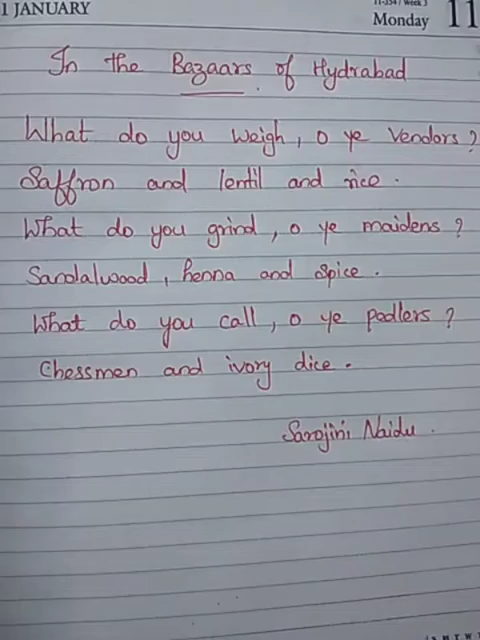 1 JANUARY
Monday 11
In the Bazaars of Hydrabad
What do you weigh, o ye Vendors?
Saffron and lentil and rice.
What do you grind, o ye maidens?
Sandalwood, henna and spice.
What do you call, o ye pedlers?
Chessmen and ivory dice.
Sarojini Naidu.